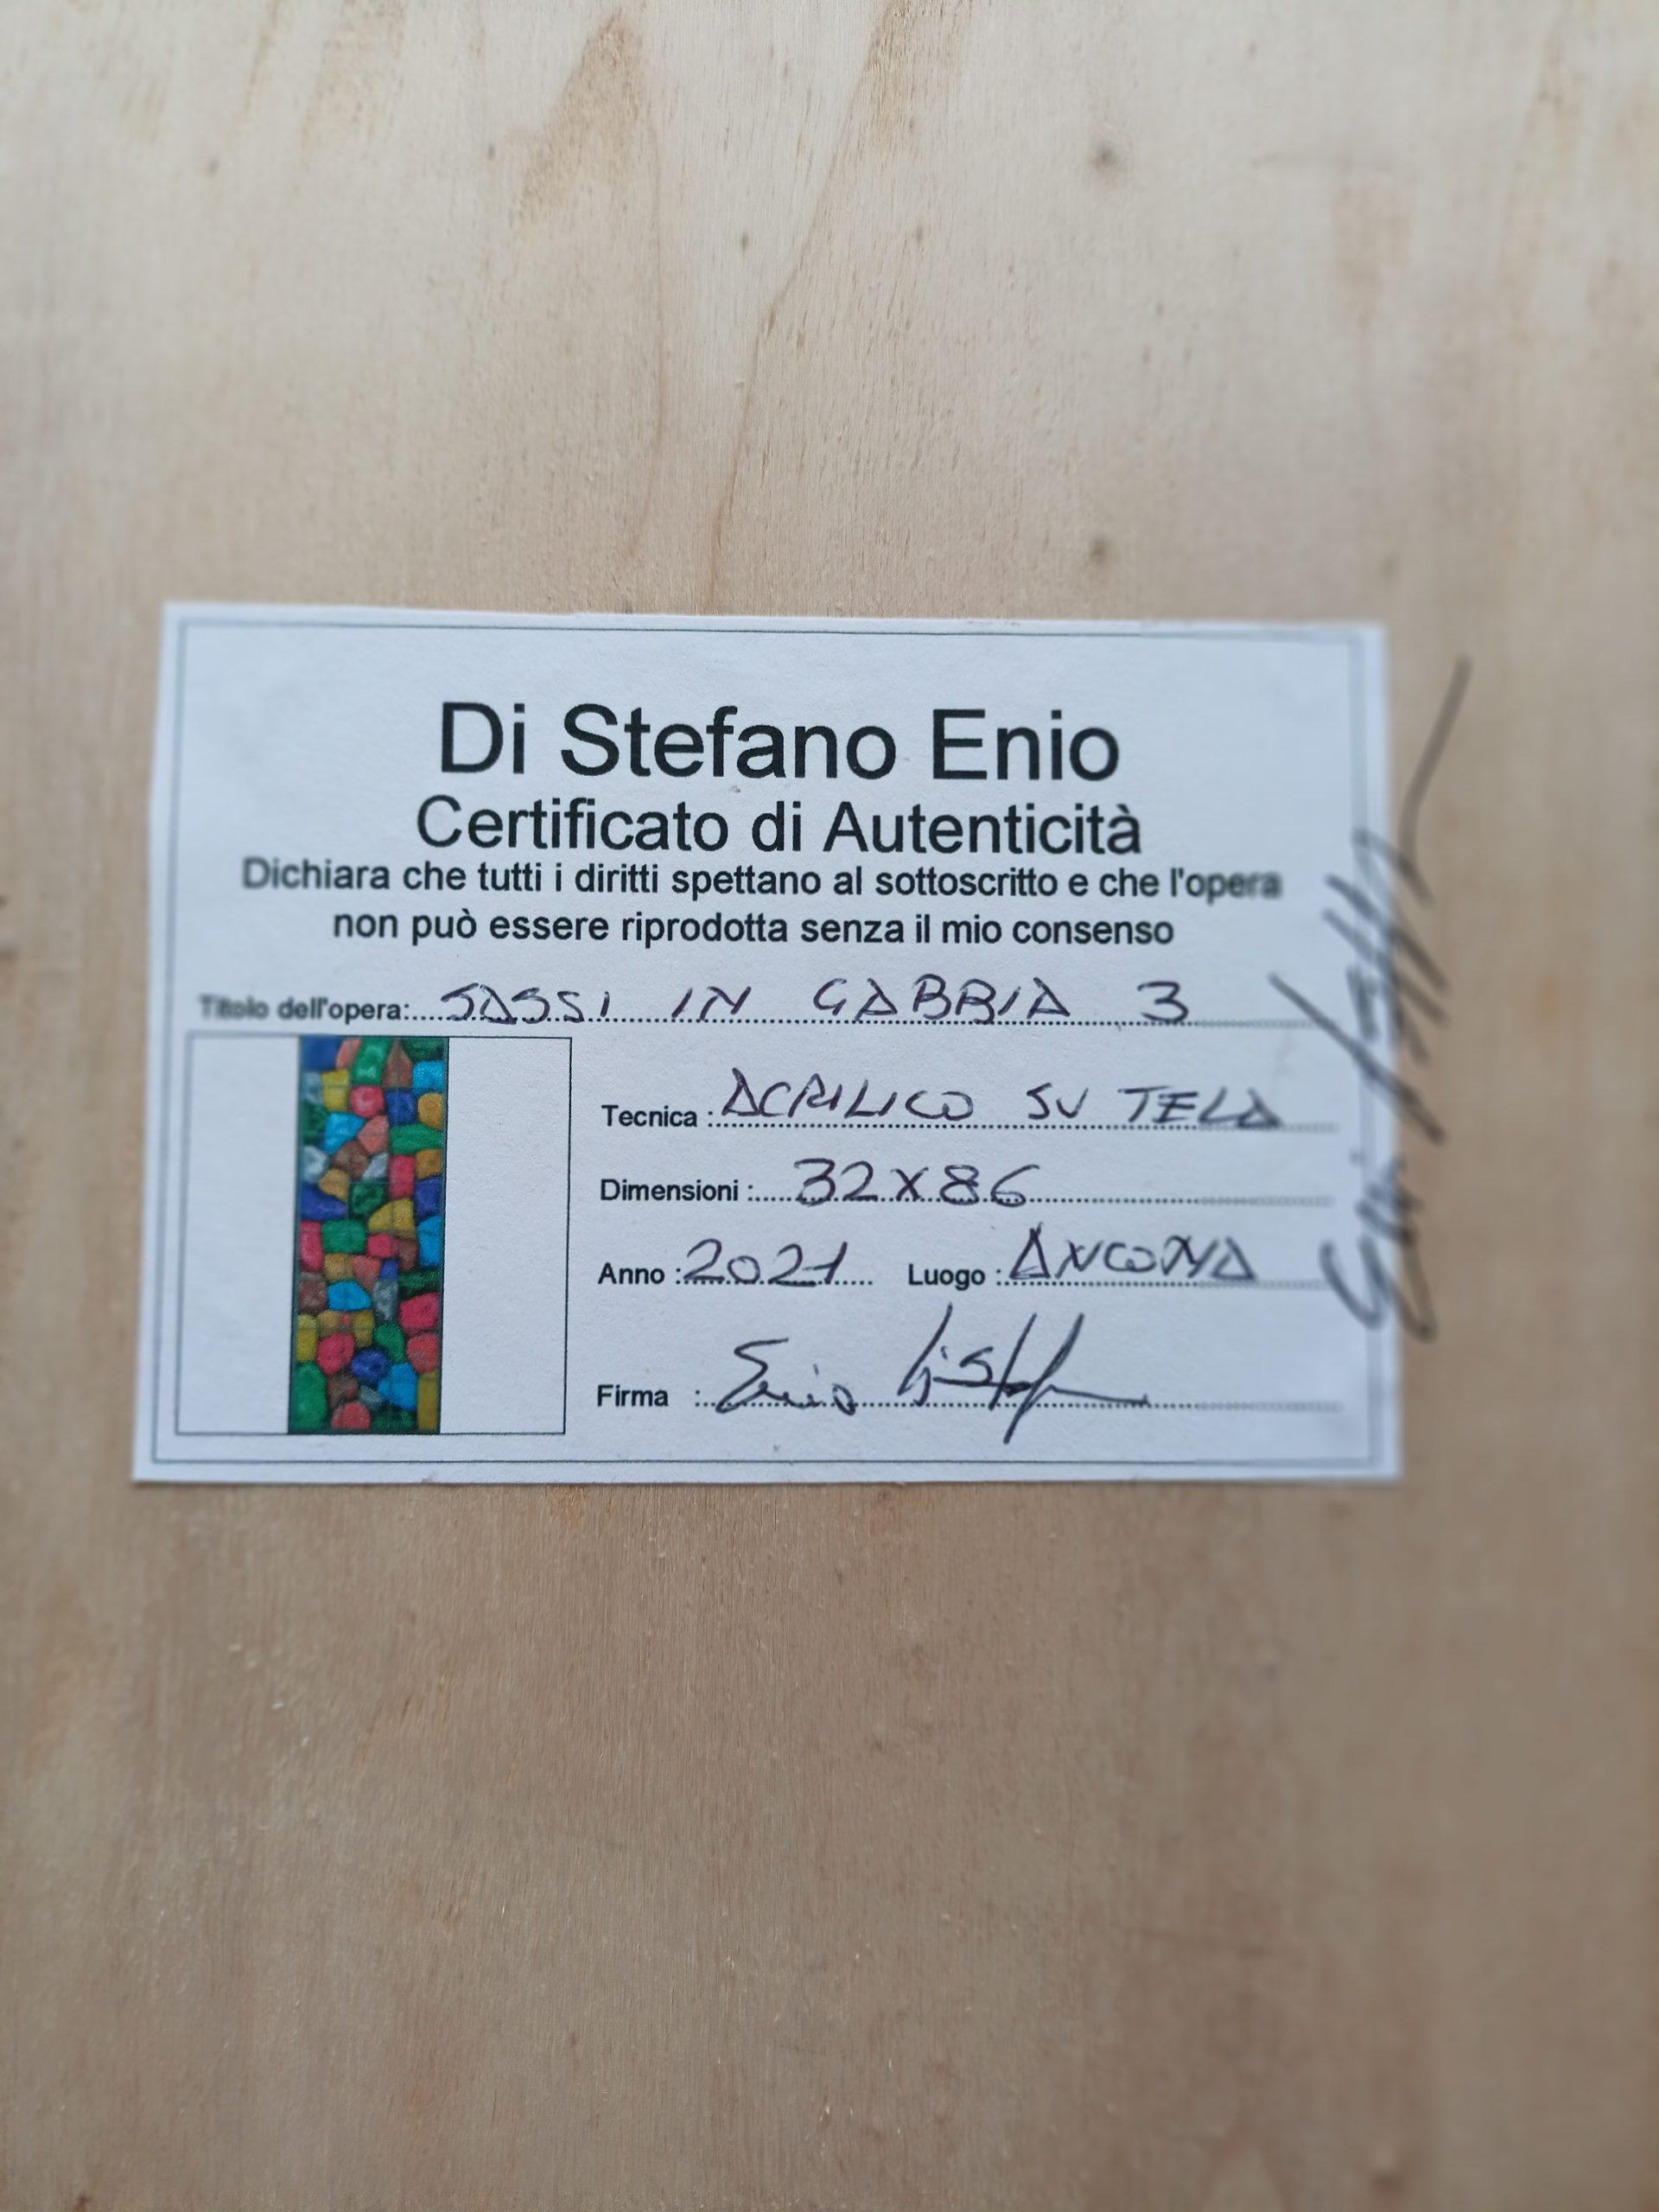 Di Stefano Enio
Certificato di Autenticità
Dichiara che tutti i diritti spettano al sottoscritto e che l'opera
non può essere riprodotta senza il mio consenso
Titolo dell'opera: SASSI IN GABBIA 3
Tecnica : ACRILICO SU TELA
Dimensioni : 32X86
Anno : 2021 Luogo : ANCONA
Firma : Enio